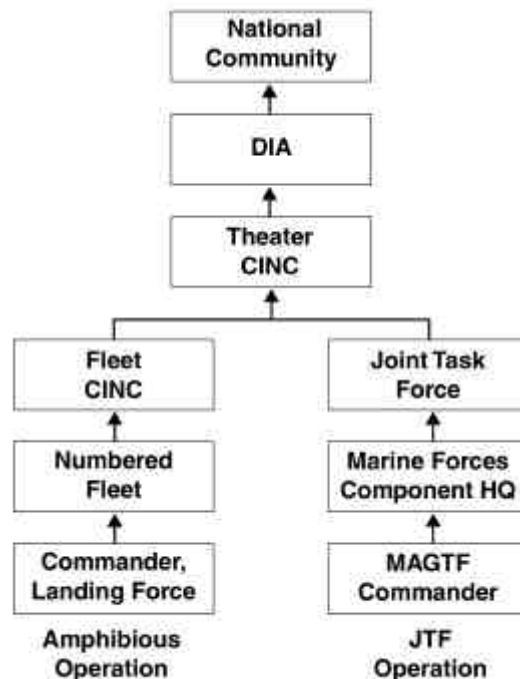 National
Community
DIA
Theater
CINC
Fleet
CINC
Joint Task
Force
Numbered
Fleet
Marine Forces
Component HQ
Commander,
Landing Force
MAGTF
Commander
Amphibious
Operation
JTF
Operation